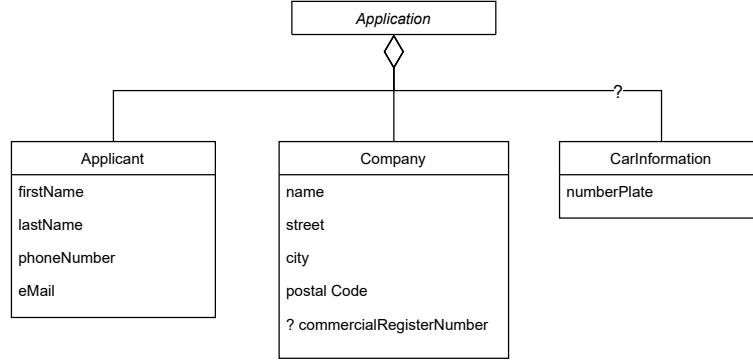 Application
?
Applicant
firstName
lastName
phoneNumber
eMail
Company
name
street
city
postal Code
? commercialRegisterNumber
CarInformation
numberPlate